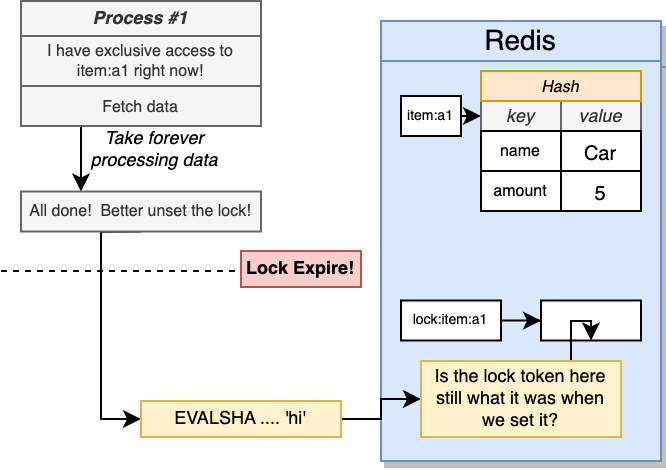 Process #1
I have exclusive access to
item:a1 right now!
Fetch data
Take forever
processing data
All done!  Better unset the lock!
Lock Expire!
EVALSHA .... 'hi'
Redis
item:a1
Hash
key value
name Car
amount 5
lock:item:a1
Is the lock token here
still what it was when
we set it?